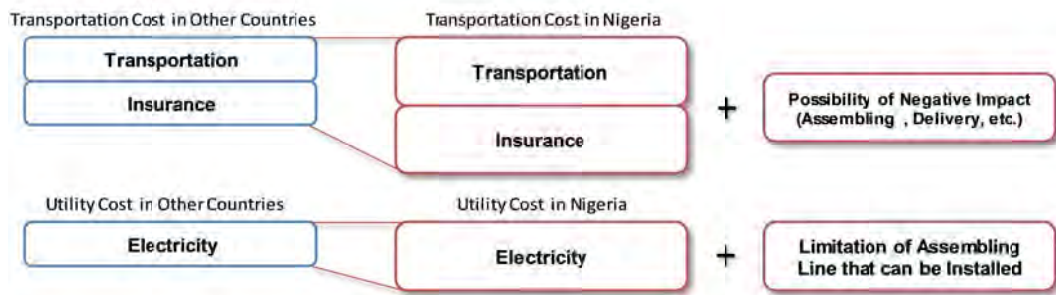 Transportation Cost in Other Countries
Transportation
Insurance
Transportation Cost in Nigeria
Transportation
Insurance
+
Possibility of Negative Impact
(Assembling , Delivery, etc.)
Utility Cost in Other Countries
Electricity
Utility Cost in Nigeria
Electricity
+
Limitation of Assembling
Line that can be Installed